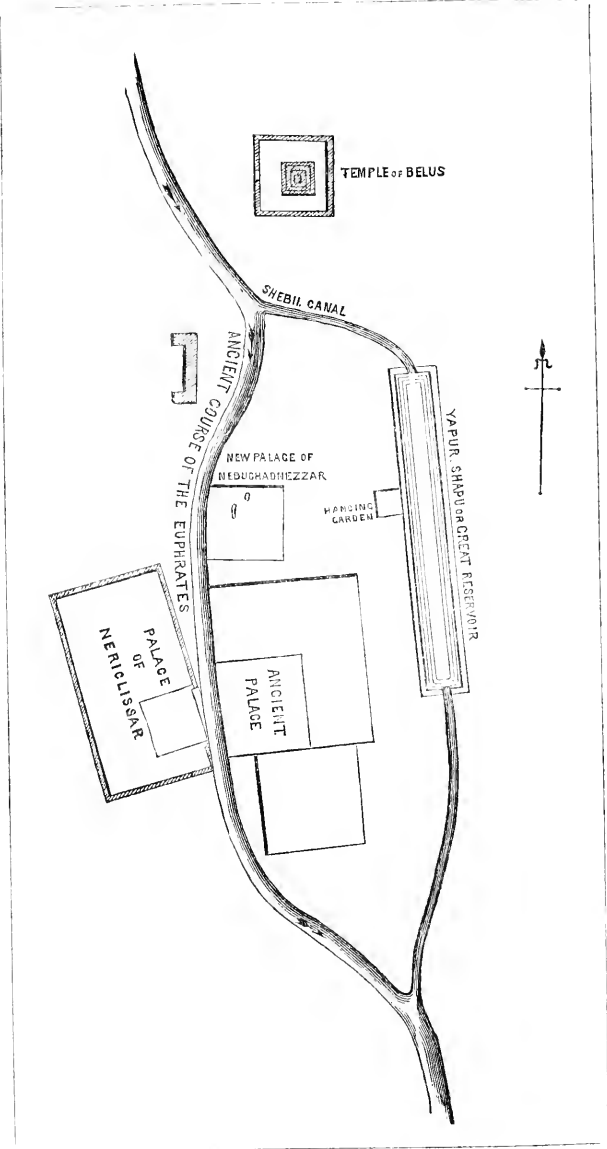 TEMPLE OF BELUS
SHEBIL CANAL
ANCIENT COURSE OF THE EUPHRATES
NEW PALACE OF
NEBUCHADNEZZAR
HANGING
GARDEN
YAPUR. SHAPU OR GREAT RESERVOIR
PALACE
OF
NERICLISSAR
ANCIENT
PALACE